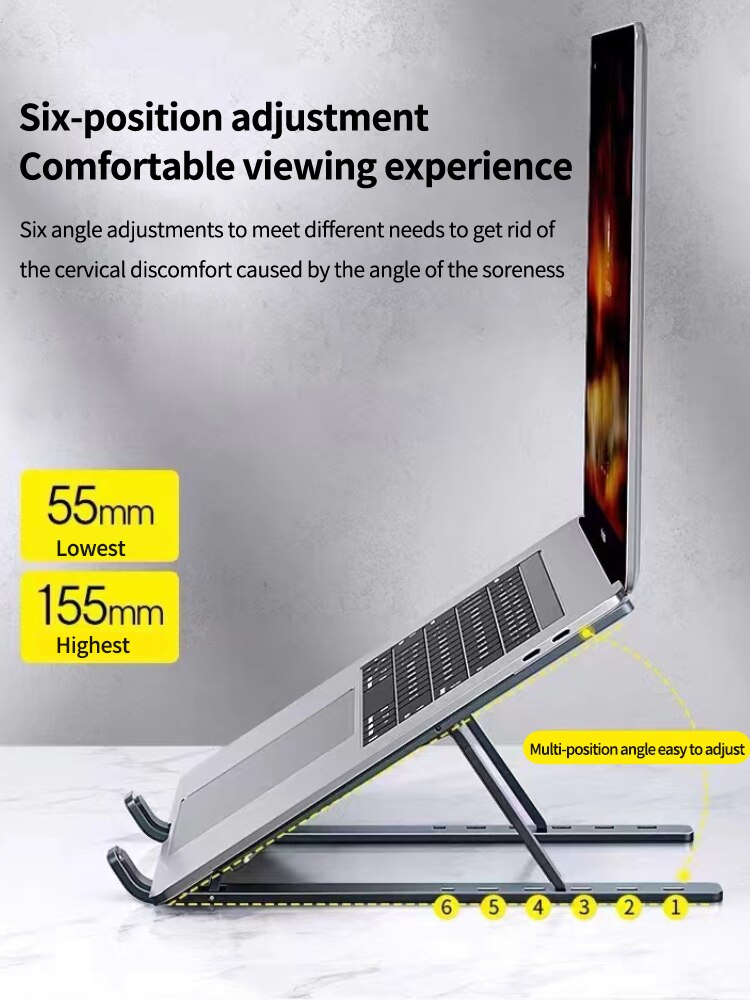 Six-position adjustment
Comfortable viewing experience
Six angle adjustments to meet different needs to get rid of
the cervical discomfort caused by the angle of the soreness
55mm
Lowest
155mm
Highest
Multi-position angle easy to adjust
6 5 4 3 2 1